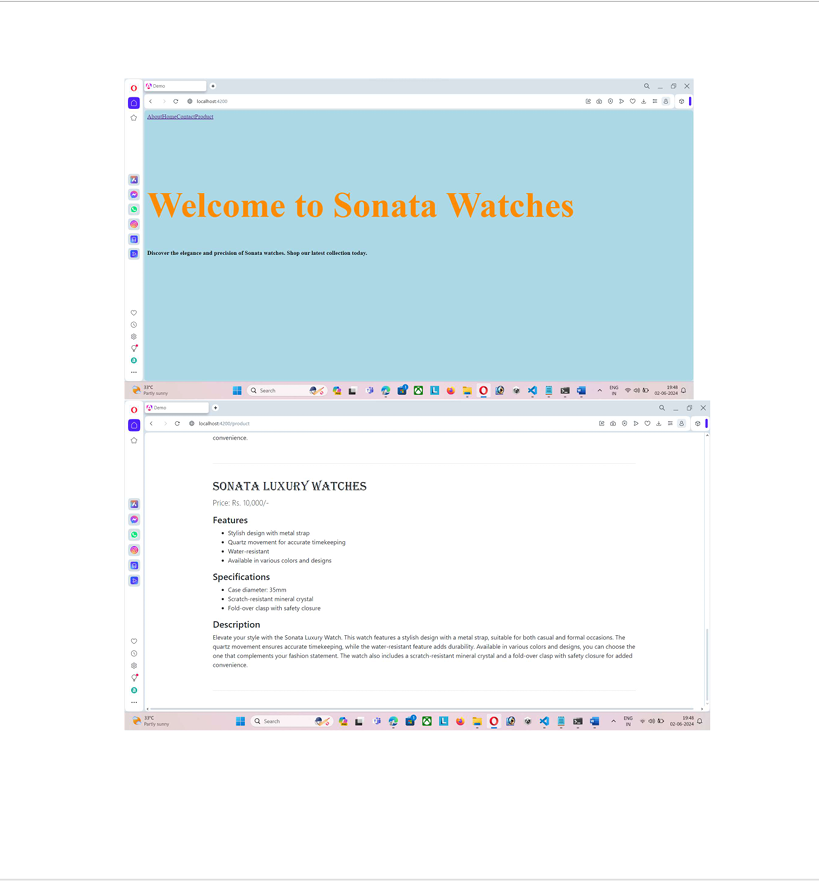 Demo
localhost:4200
AboutHomeContactProduct
Welcome to Sonata Watches
Discover the elegance and precision of Sonata watches. Shop our latest collection today.
33°C
Partly sunny
Search
ENG
IN
19:48
02-06-2024
Demo
localhost:4200/product
convenience.
SONATA LUXURY WATCHES
Price: Rs. 10,000/-
Features
Stylish design with metal strap
Quartz movement for accurate timekeeping
Water-resistant
Available in various colors and designs
Specifications
Case diameter: 35mm
Scratch-resistant mineral crystal
Fold-over clasp with safety closure
Description
Elevate your style with the Sonata Luxury Watch. This watch features a stylish design with a metal strap, suitable for both casual and formal occasions. The
quartz movement ensures accurate timekeeping, while the water-resistant feature adds durability. Available in various colors and designs, you can choose the
one that complements your fashion statement. The watch also includes a scratch-resistant mineral crystal and a fold-over clasp with safety closure for added
convenience.
33°C
Partly sunny
Search
ENG
IN
19:48
02-06-2024